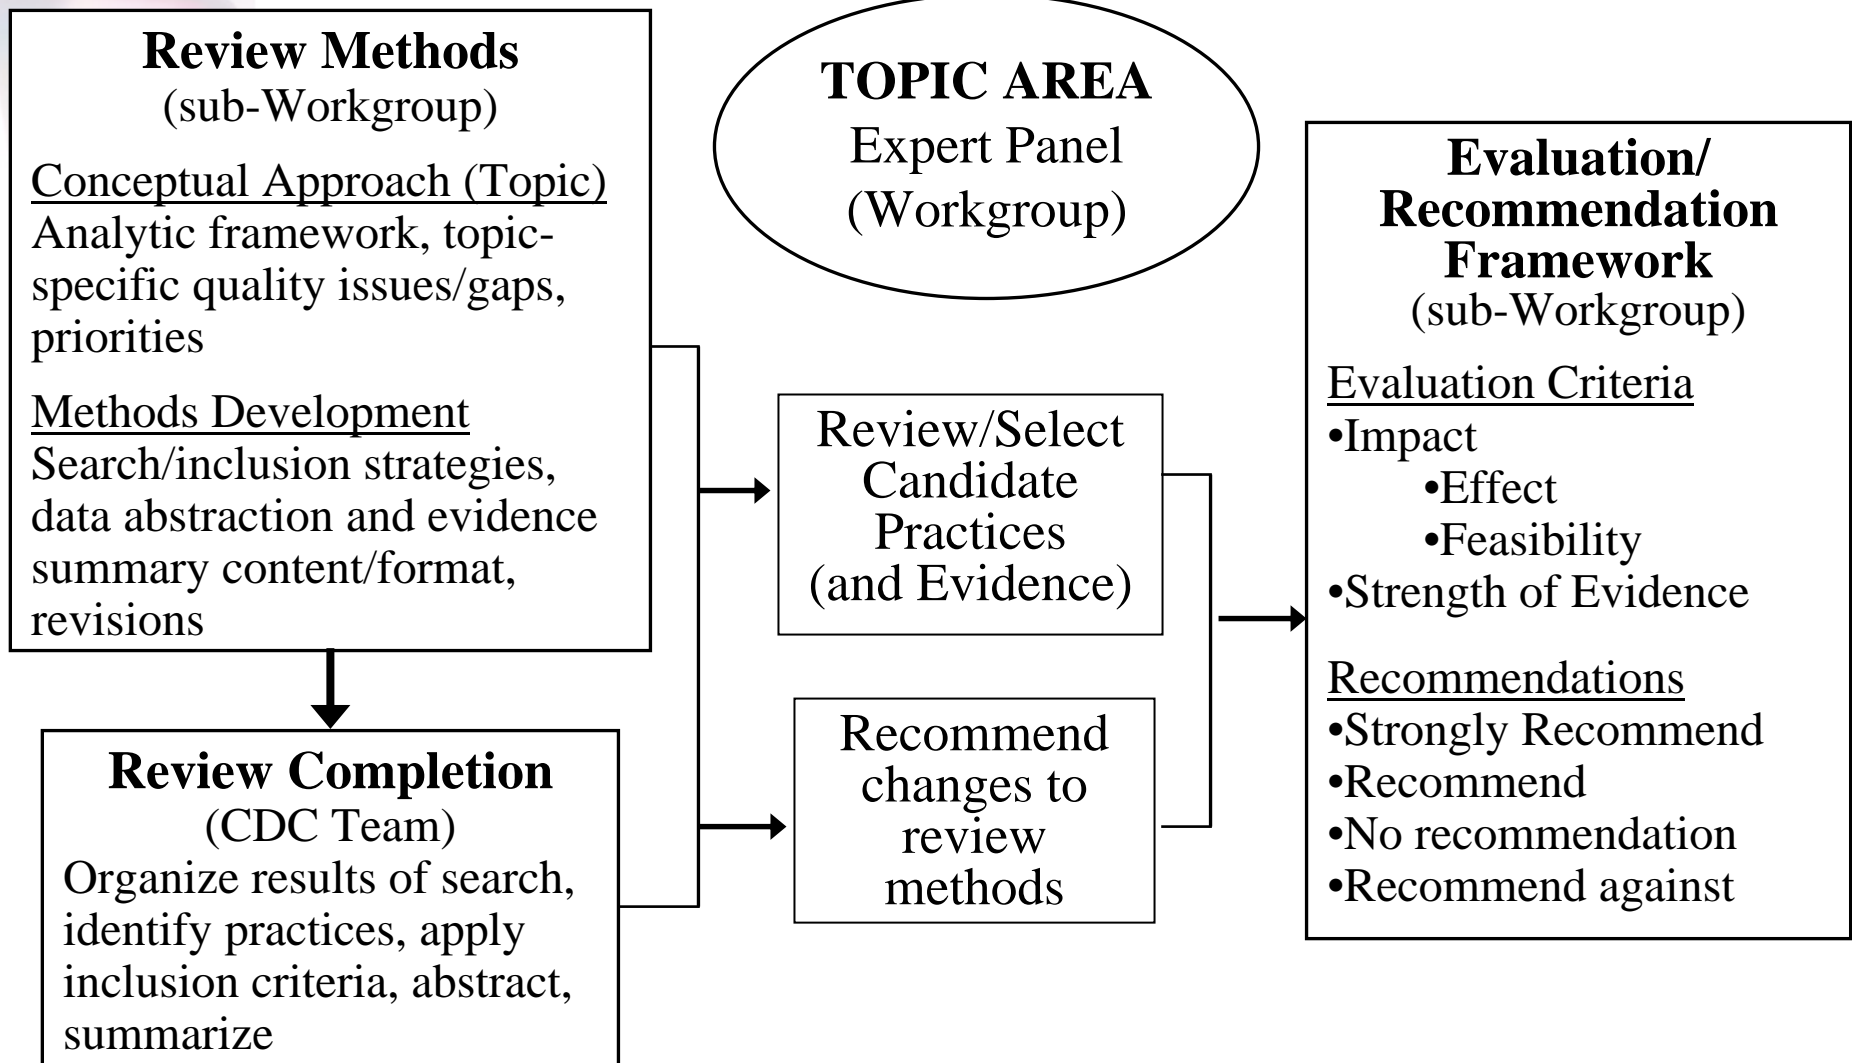 Review Methods
(sub-Workgroup)
Conceptual Approach (Topic)
Analytic framework, topic-
specific quality issues/gaps,
priorities
Methods Development
Search/inclusion strategies,
data abstraction and evidence
summary content/format,
revisions
Review Completion
(CDC Team)
Organize results of search,
identify practices, apply
inclusion criteria, abstract,
summarize
TOPIC AREA
Expert Panel
(Workgroup)
Review/Select
Candidate
Practices
(and Evidence)
Recommend
changes to
review
methods
Evaluation/
Recommendation
Framework
(sub-Workgroup)
Evaluation Criteria
•Impact
•Effect
•Feasibility
•Strength of Evidence
Recommendations
•Strongly Recommend
•Recommend
•No recommendation
•Recommend against